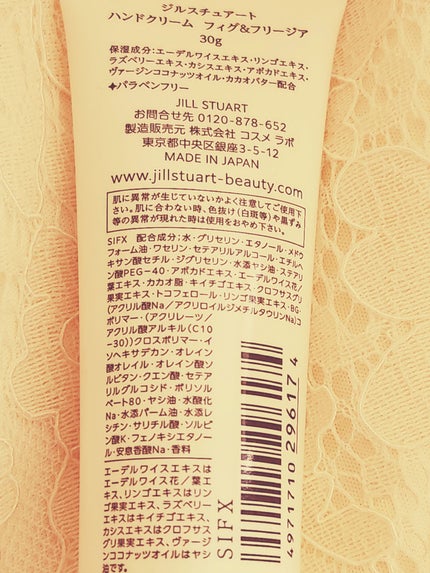 ジルスチュアート
ハンドクリーム フィグ&フリージア
30g
保湿成分:エーデルワイスエキス・リンゴエキス・
ラズベリーエキス・カシスエキス・アボカドエキス・
ヴァージンココナッツオイル・カカオバター配合
✦パラベンフリー
JILL STUART
お問合せ先 0120-878-652
製造販売元 株式会社 コスメ ラボ
東京都中央区銀座3-5-12
MADE IN JAPAN
www.jillstuart-beauty.com
肌に異常が生じていないかよく注意してご使用下
さい。肌に合わない時、色抜け(白斑等)や黒ずみ
等の異常が現れた時は使用をおやめ下さい。
SIFX 配合成分:水・グリセリン・エタノール・メドウ
フォーム油・ワセリン・セテアリルアルコール・エチルヘ
キサン酸セチル・ジグリセリン・水添ヤシ油・ステアリ
ン酸PEG-40・アボカドエキス・エーデルワイス花/
葉エキス・カカオ脂・キイチゴエキス・クロフサスグリ
果実エキス・トコフェロール・リンゴ果実エキス・BG・
(アクリル酸Na/アクリロイルジメチルタウリンNa)コ
ポリマー・(アクリレーツ/
アクリル酸アルキル(C10
-30))クロスポリマー・イ
ソヘキサデカン・オレイン
酸オレイル・オレイン酸ソ
ルビタン・クエン酸・セテア
リルグルコシド・ポリソル
ベート80・ヤシ油・水酸化
Na・水添パーム油・水添レ
シチン・サリチル酸・ソルビ
ン酸K・フェノキシエタノー
ル・安息香酸Na・香料
エーデルワイスエキスは
エーデルワイス花/葉エ
キス、リンゴエキスはリン
ゴ果実エキス、ラズベリー
エキスはキイチゴエキス、
カシスエキスはクロフサス
グリ果実エキス、ヴァージ
ンココナッツオイルはヤシ
油です。
SIFX
4971710296174